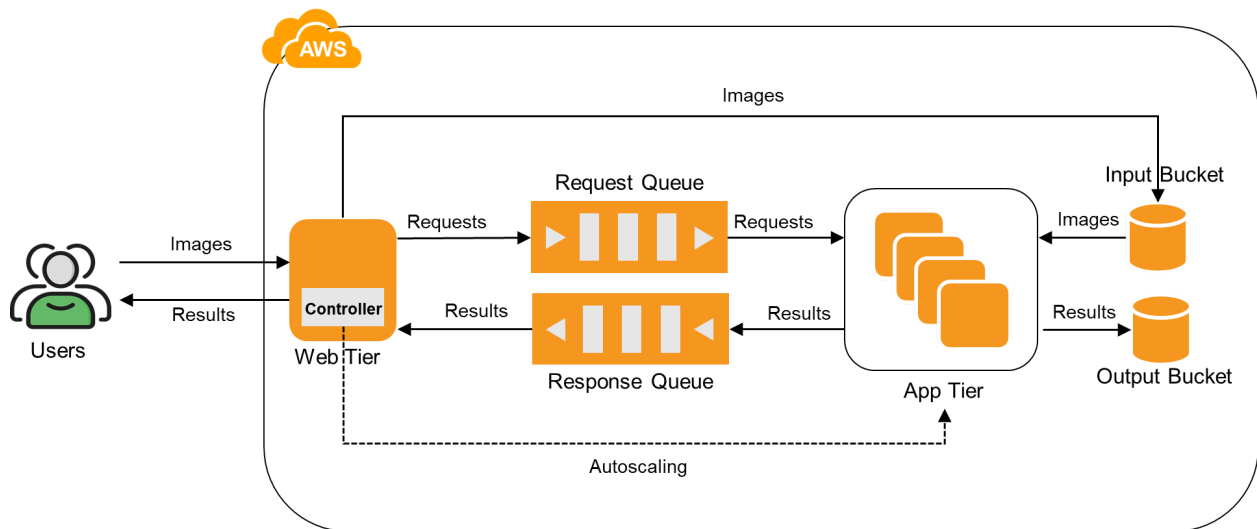 AWS
Images
Request Queue
Input Bucket
Requests
Requests
Images
Images
Controller
Results
Results
Results
Results
Users
Web Tier
Response Queue
App Tier
Output Bucket
Autoscaling